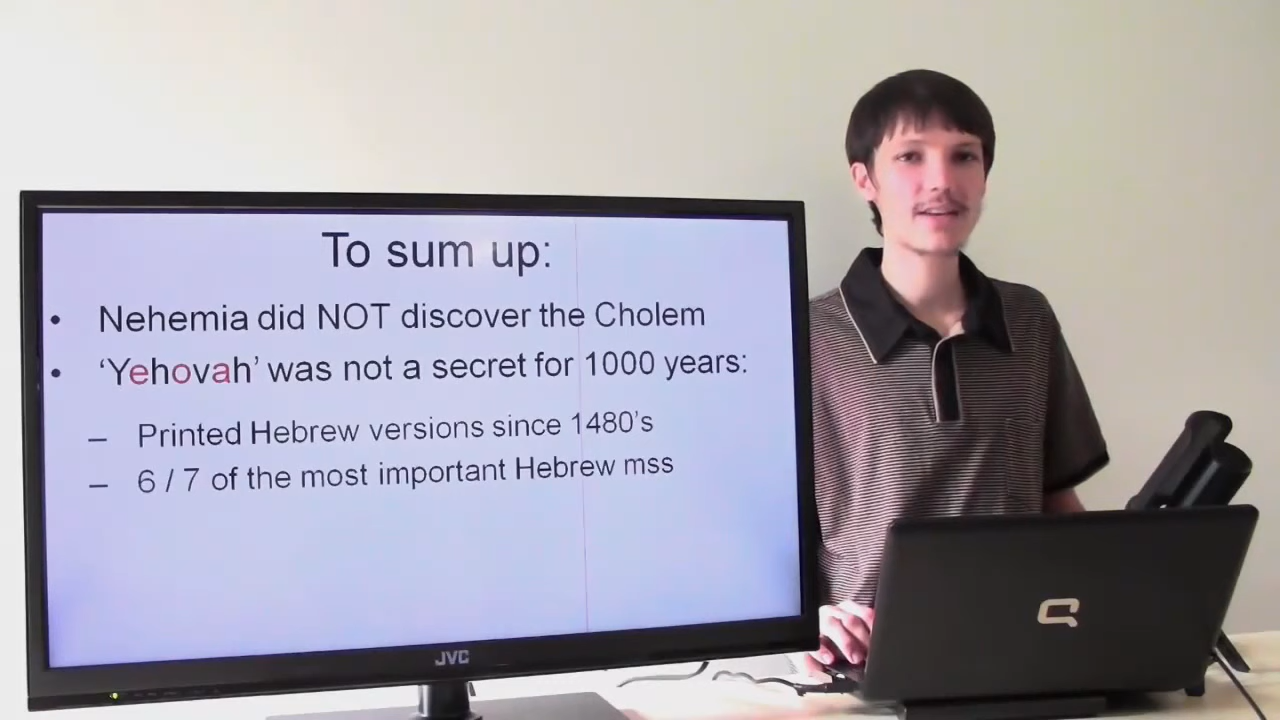 To sum up:
• Nehemia did NOT discover the Cholem
• ‘Yehovah’ was not a secret for 1000 years:
– Printed Hebrew versions since 1480’s
– 6 / 7 of the most important Hebrew mss
JVC